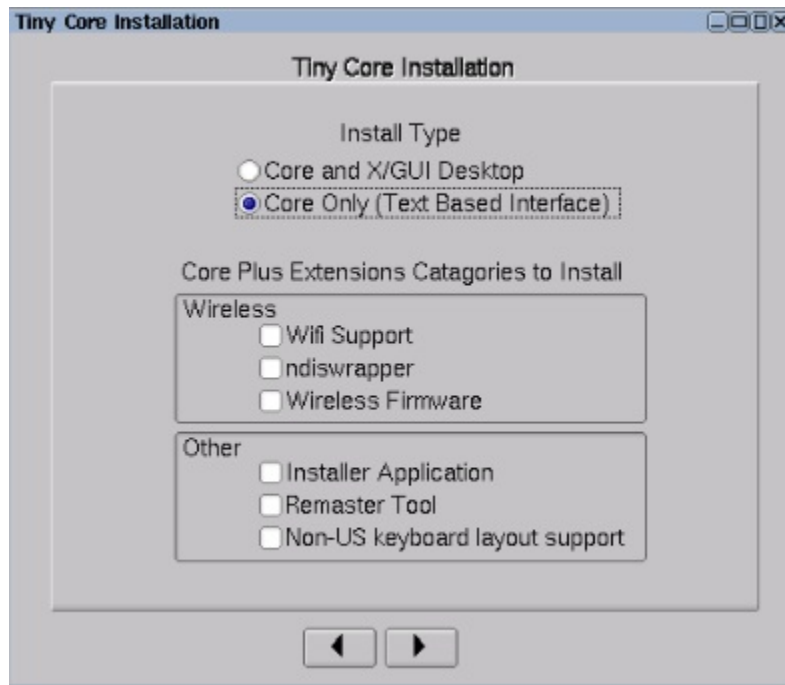 Tiny Core Installation
Tiny Core Installation
Install Type
Core and X/GUI Desktop
Core Only (Text Based Interface)
Core Plus Extensions Catagories to Install
Wireless
Wifi Support
ndiswrapper
Wireless Firmware
Other
Installer Application
Remaster Tool
Non-US keyboard layout support